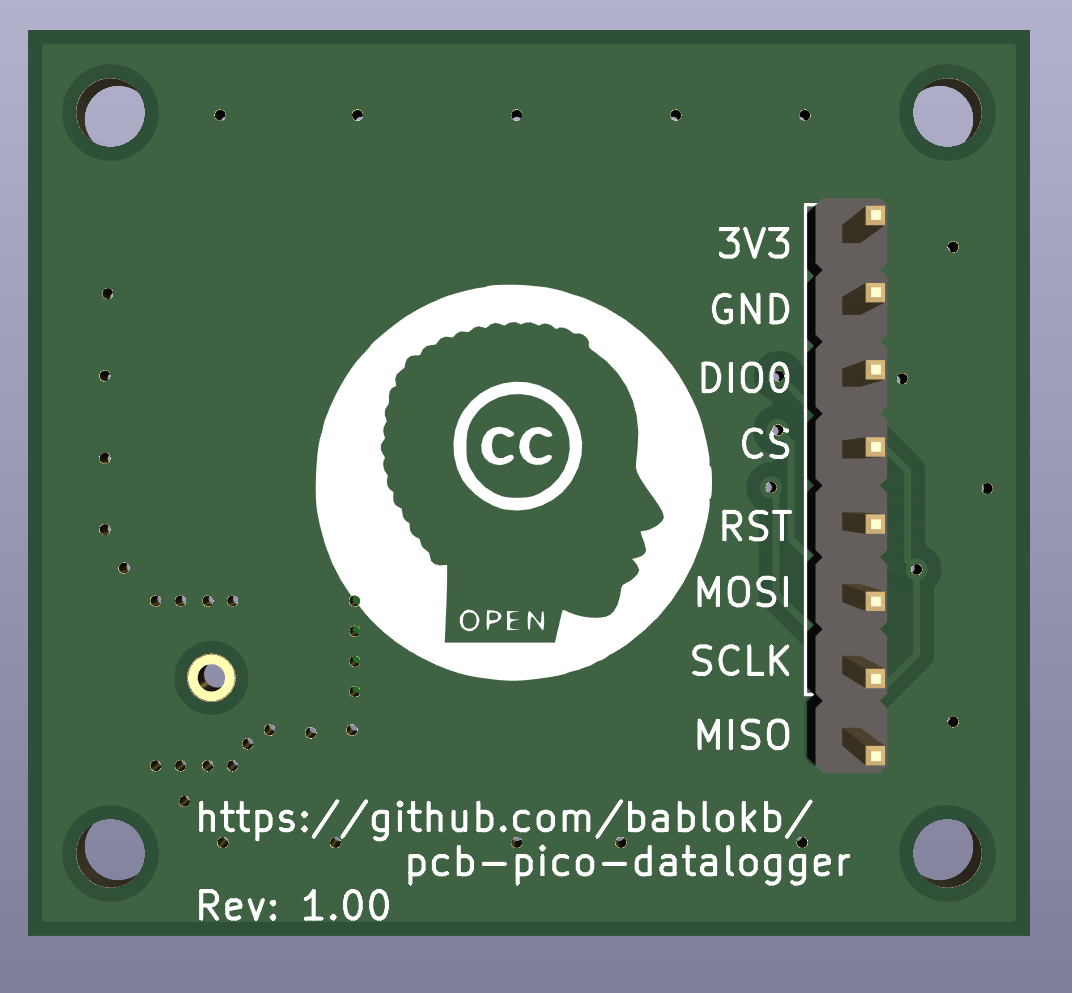 3V3
GND
DIO0
CS
RST
MOSI
SCLK
MISO
CC
OPEN
https://github.com/bablokb/
pcb-pico-datalogger
Rev: 1.00